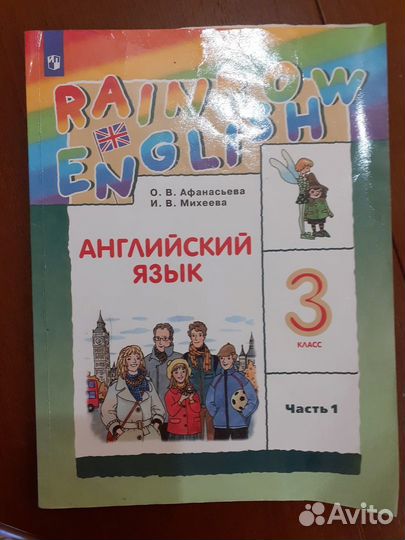 RAINBOW
ENGLISH
О. В. Афанасьева
И. В. Михеева
АНГЛИЙСКИЙ
ЯЗЫК
3
КЛАСС
Часть 1
Avito